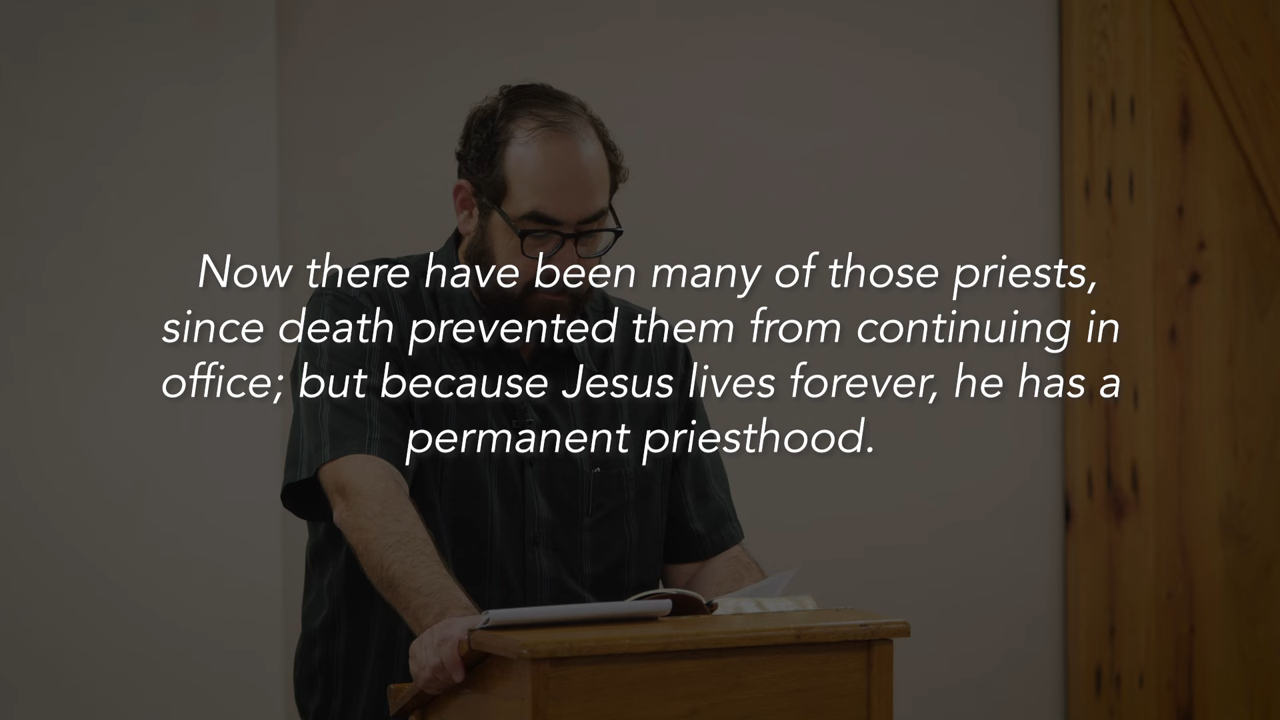 Now there have been many of those priests,
since death prevented them from continuing in
office; but because Jesus lives forever, he has a
permanent priesthood.